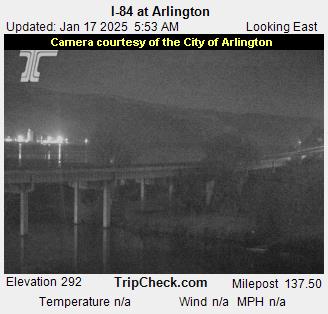 I-84 at Arlington
Updated: Jan 17 2025 5:53 AM Looking East
Camera courtesy of the City of Arlington
Elevation 292 TripCheck.com Milepost 137.50
Temperature n/a Wind n/a MPH n/a